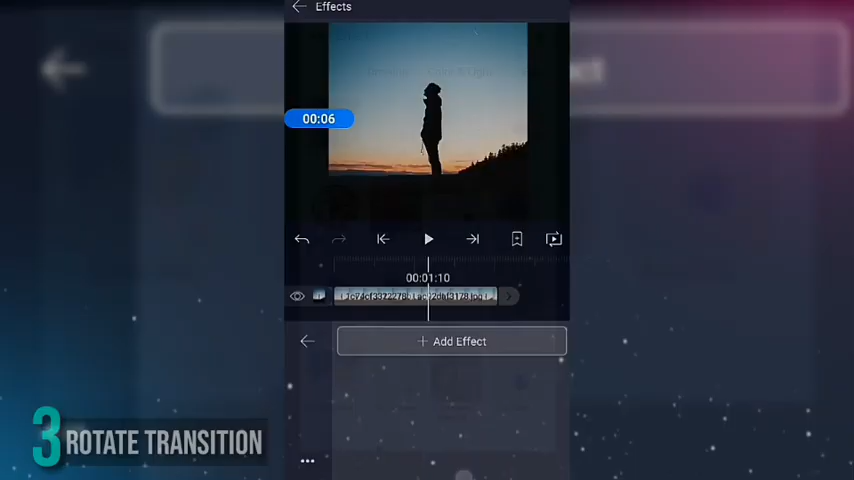 Effects
00:06
00:01:10
+ Add Effect
3 ROTATE TRANSITION